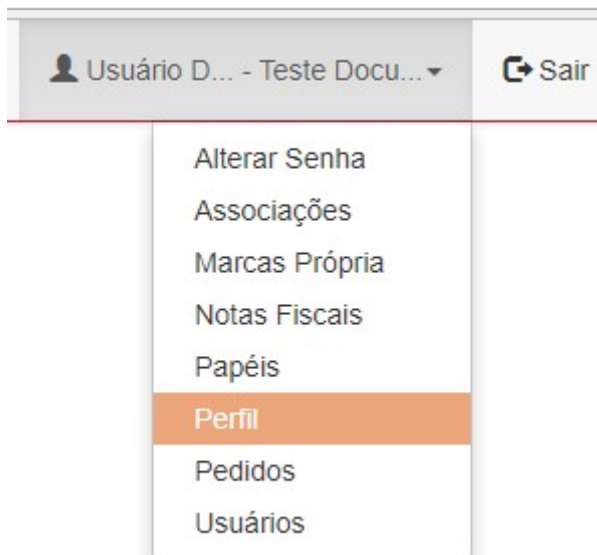 Usuário D... - Teste Docu... Sair
Alterar Senha
Associações
Marcas Própria
Notas Fiscais
Papéis
Perfil
Pedidos
Usuários